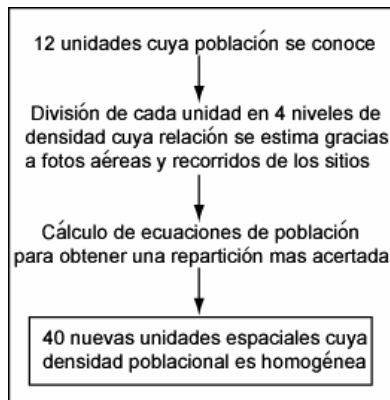 12 unidades cuya población se conoce
División de cada unidad en 4 niveles de
densidad cuya relación se estima gracias
a fotos aéreas y recorridos de los sitios
Cálculo de ecuaciones de población
para obtener una repartición mas acertada
40 nuevas unidades espaciales cuya
densidad poblacional es homogénea